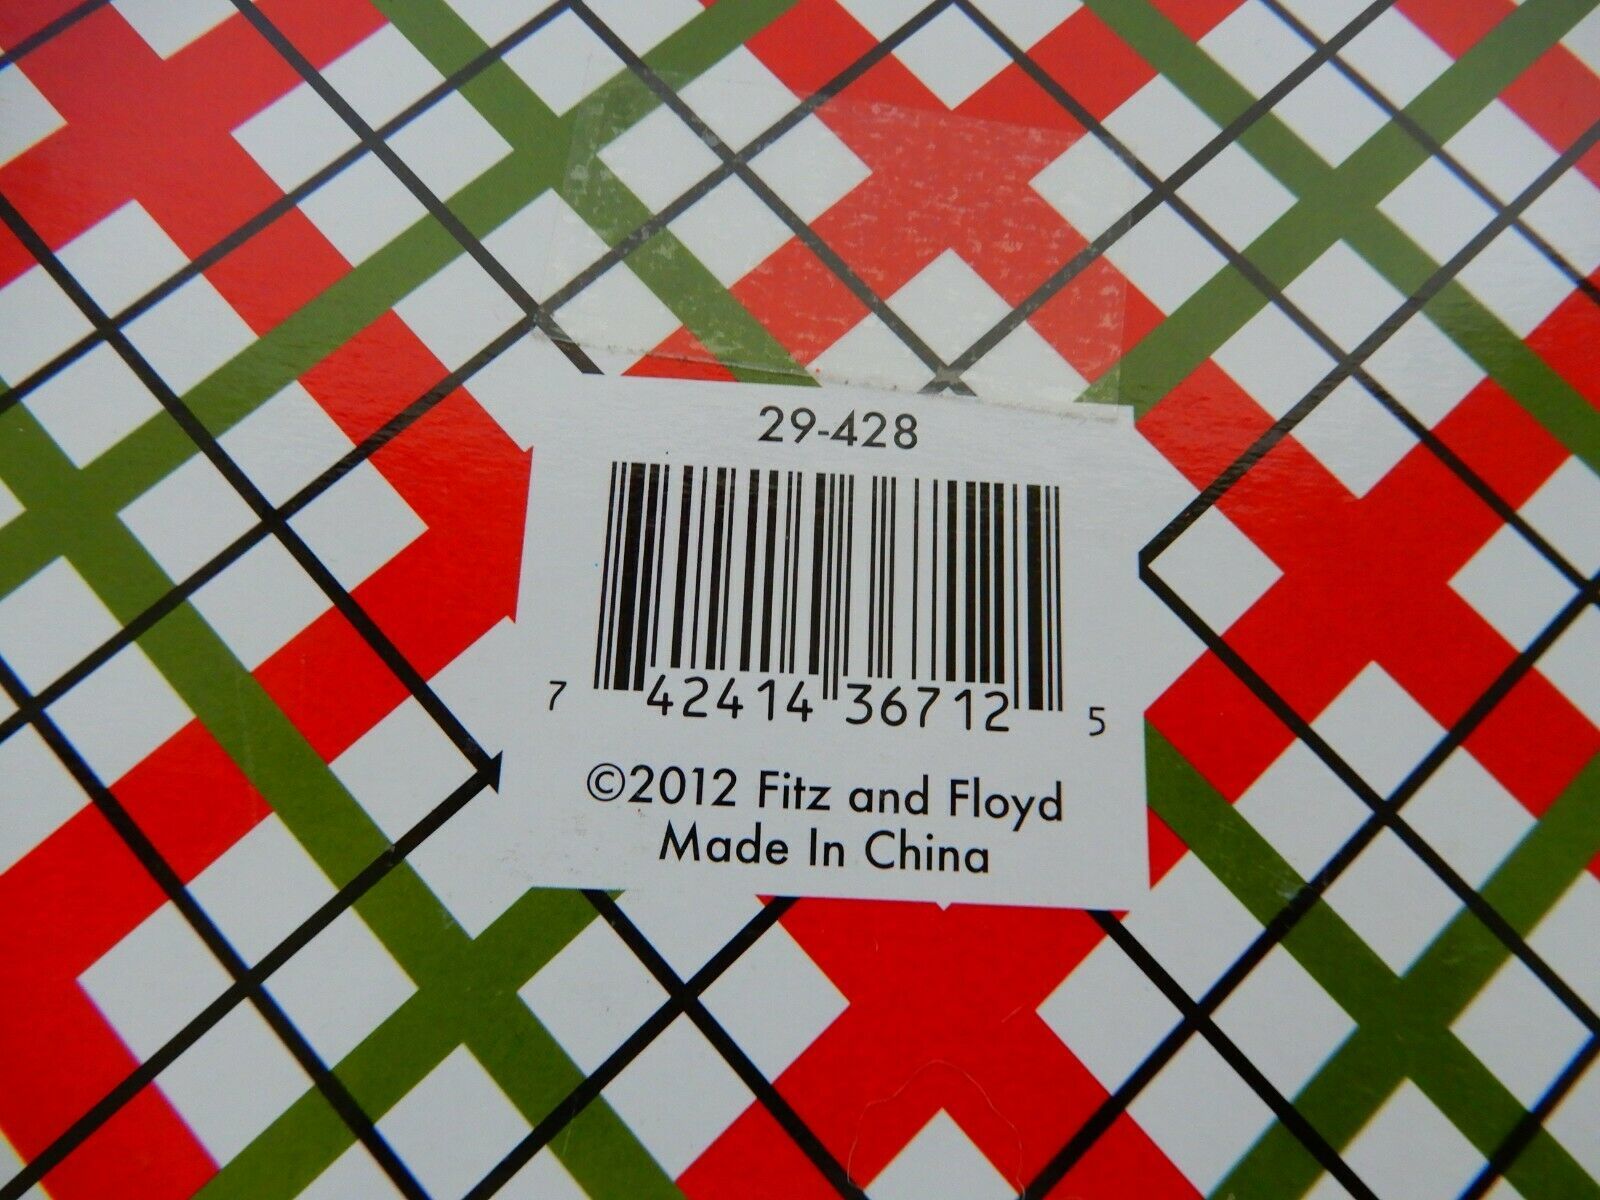 29-428
7 42414 36712 5
©2012 Fitz and Floyd
Made In China